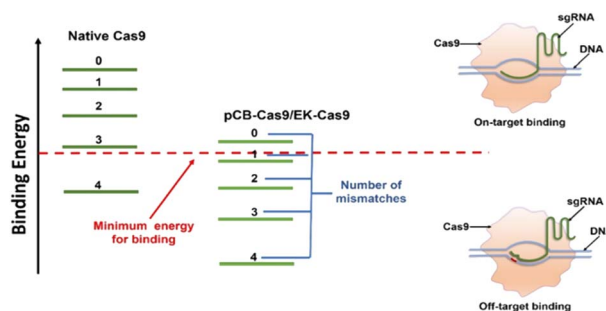 Native Cas9
0
1
2
3
4
Binding Energy
Minimum energy
for binding
pCB-Cas9/EK-Cas9
0
1
2
3
4
Number of
mismatches
sgRNA
Cas9
DNA
On-target binding
sgRNA
Cas9
DN
Off-target binding